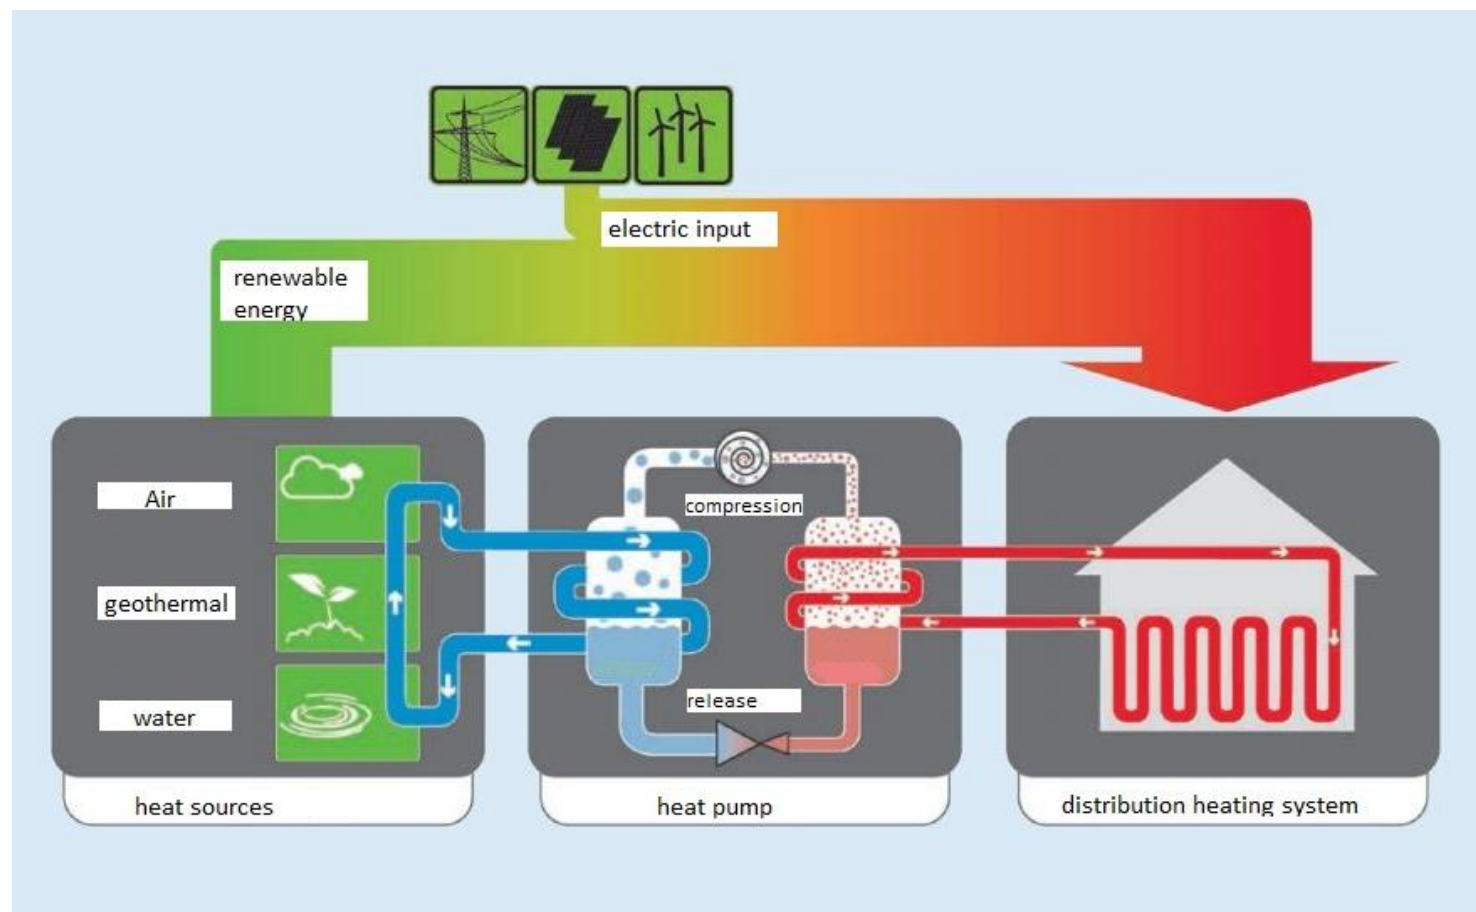 electric input
renewable
energy
Air
compression
geothermal
release
water
heat sources
heat pump
distribution heating system